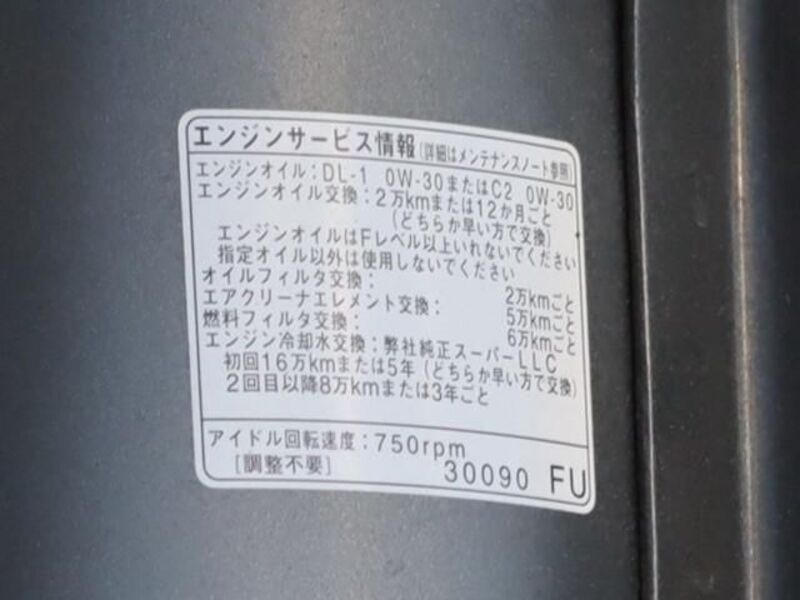 エンジンサービス情報(詳細はメンテナンスノート参照)
エンジンオイル:DL-1 0W-30またはC2 0W-30
エンジンオイル交換:2万kmまたは12か月ごと
(どちらか早い方で交換)
エンジンオイルはFレベル以上いれないでください
指定オイル以外は使用しないでください
オイルフィルタ交換: 2万kmごと
エアクリーナエレメント交換: 5万kmごと
燃料フィルタ交換: 6万kmごと
エンジン冷却水交換:弊社純正スーパーLLC
初回16万kmまたは5年(どちらか早い方で交換)
2回目以降8万kmまたは3年ごと
アイドル回転速度:750rpm
[調整不要] 30090 FU